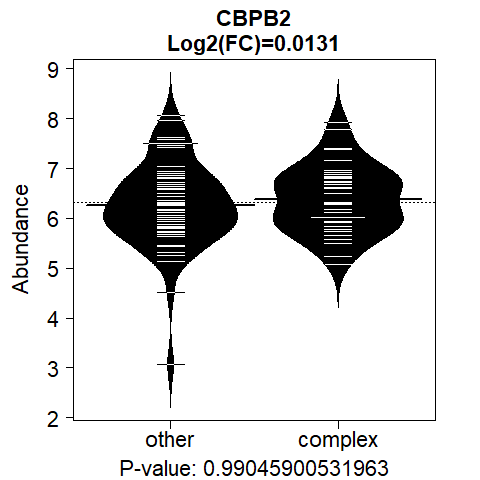 CBPB2
Log2(FC)=0.0131
9
8
7
6
5
4
3
2
Abundance
other complex
P-value: 0.99045900531963